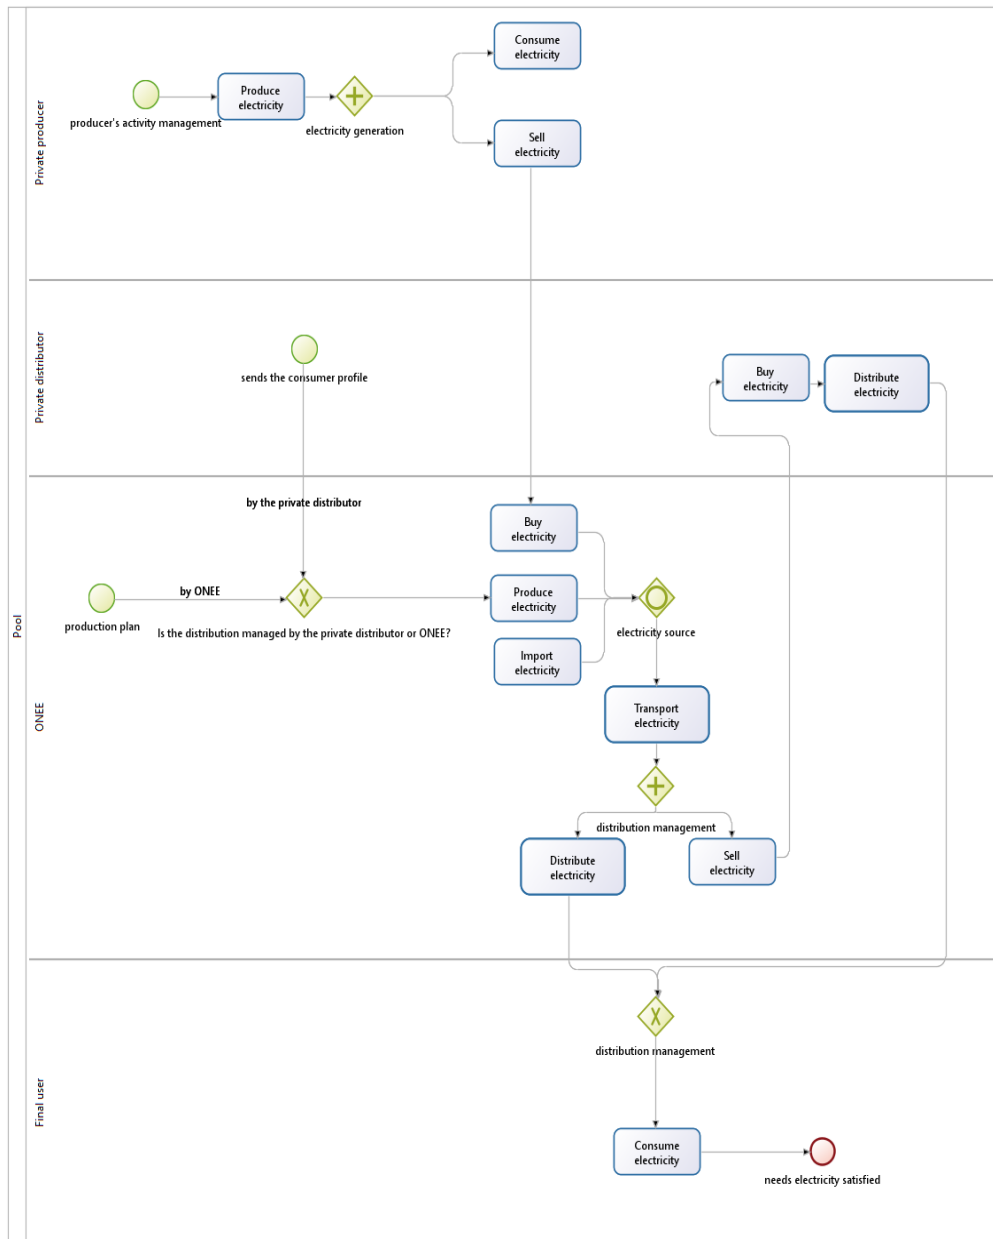 Pool
Private producer
producer's activity management
Produce
electricity
electricity generation
Consume
electricity
Sell
electricity
Private distributor
sends the consumer profile
Buy
electricity
Distribute
electricity
ONEE
by the private distributor
production plan
by ONEE
Is the distribution managed by the private distributor or ONEE?
Buy
electricity
Produce
electricity
Import
electricity
electricity source
Transport
electricity
distribution management
Distribute
electricity
Sell
electricity
Final user
distribution management
Consume
electricity
needs electricity satisfied